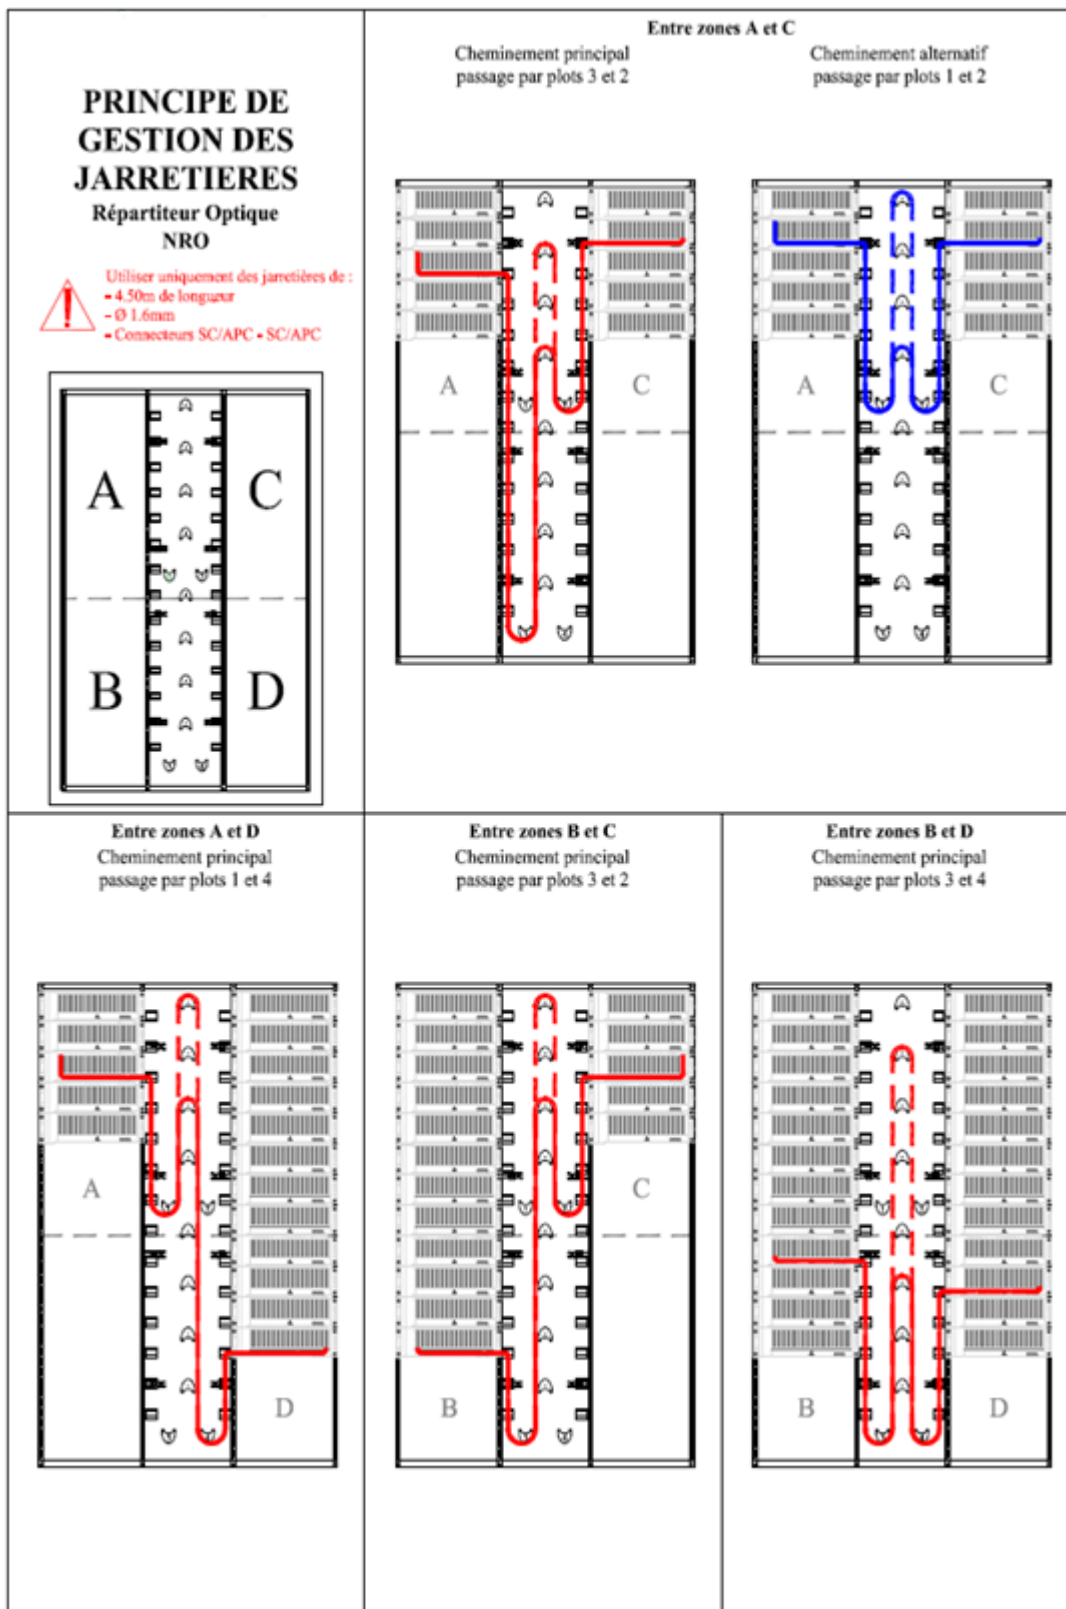 PRINCIPE DE
GESTION DES
JARRETIERES
Répartiteur Optique
NRO
Utiliser uniquement des jarretières de :
- 4.50m de longueur
- Ø 1.6mm
- Connecteurs SC/APC - SC/APC
A
C
B
D
Entre zones A et C
Cheminement principal
passage par plots 3 et 2
Cheminement alternatif
passage par plots 1 et 2
A
C
A
C
Entre zones A et D
Cheminement principal
passage par plots 1 et 4
A
D
Entre zones B et C
Cheminement principal
passage par plots 3 et 2
C
B
Entre zones B et D
Cheminement principal
passage par plots 3 et 4
B
D